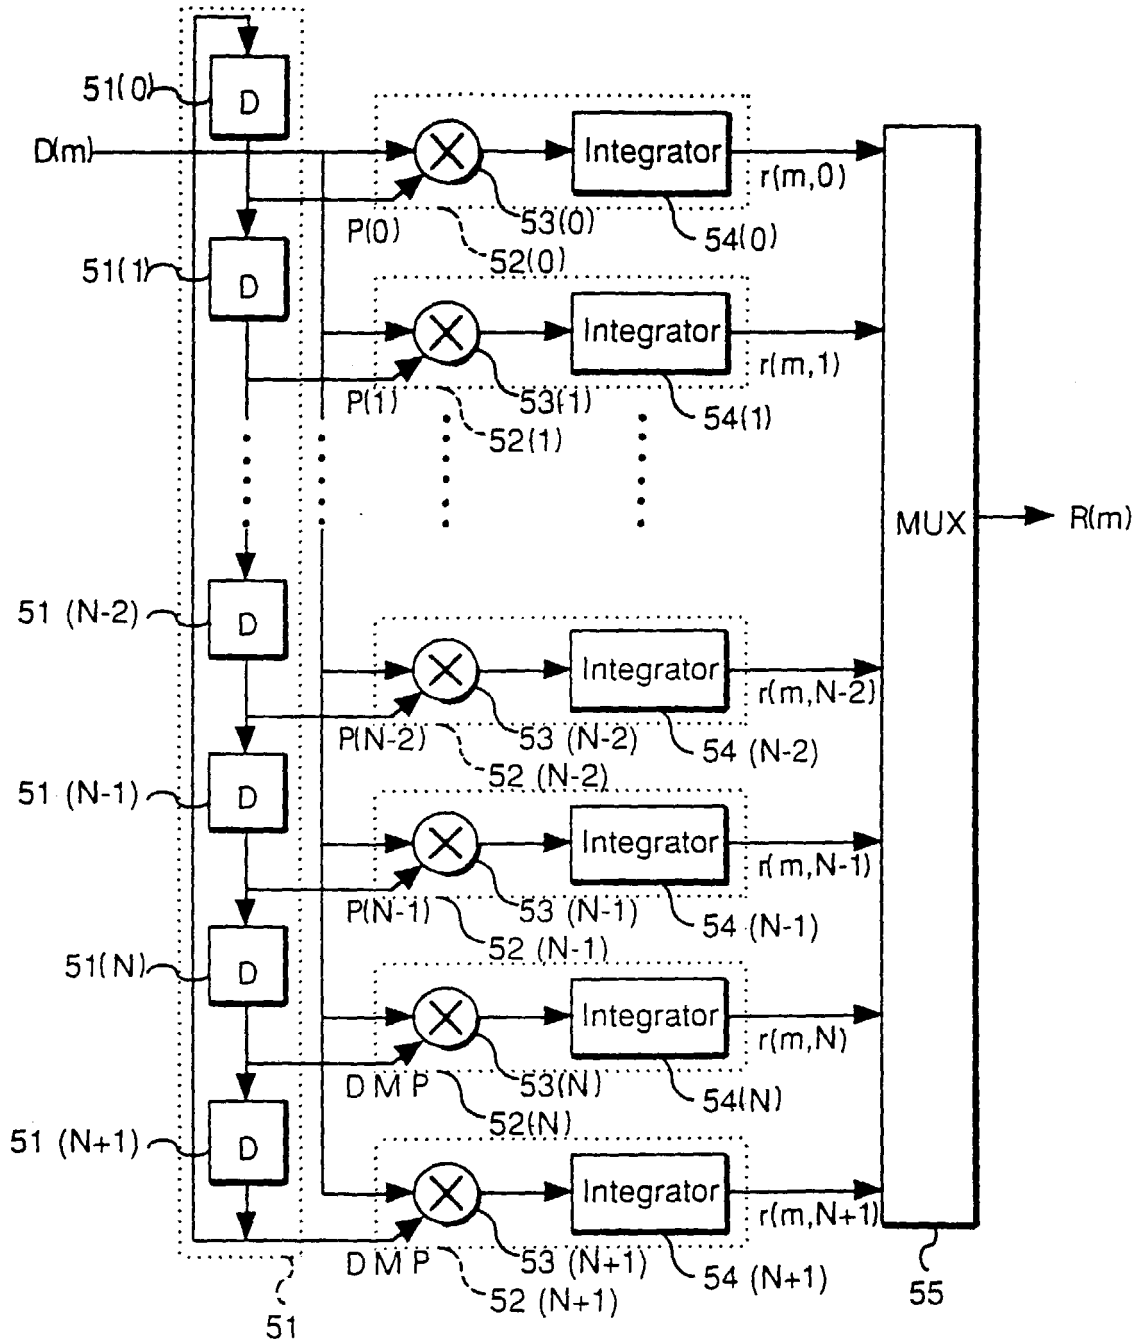 51(0)
D
D(m)
Integrator
r(m,0)
P(0)
53(0)
54(0)
52(0)
51(1)
D
Integrator
r(m,1)
P(1)
53(1)
54(1)
52(1)
MUX
R(m)
51 (N-2)
D
Integrator
r(m,N-2)
P(N-2)
53 (N-2)
54 (N-2)
52 (N-2)
51 (N-1)
D
Integrator
r(m,N-1)
P(N-1)
53 (N-1)
54 (N-1)
52 (N-1)
51(N)
D
Integrator
r(m,N)
D M P
53(N)
54(N)
52(N)
51 (N+1)
D
Integrator
r(m,N+1)
D M P
53 (N+1)
54 (N+1)
52 (N+1)
55
51